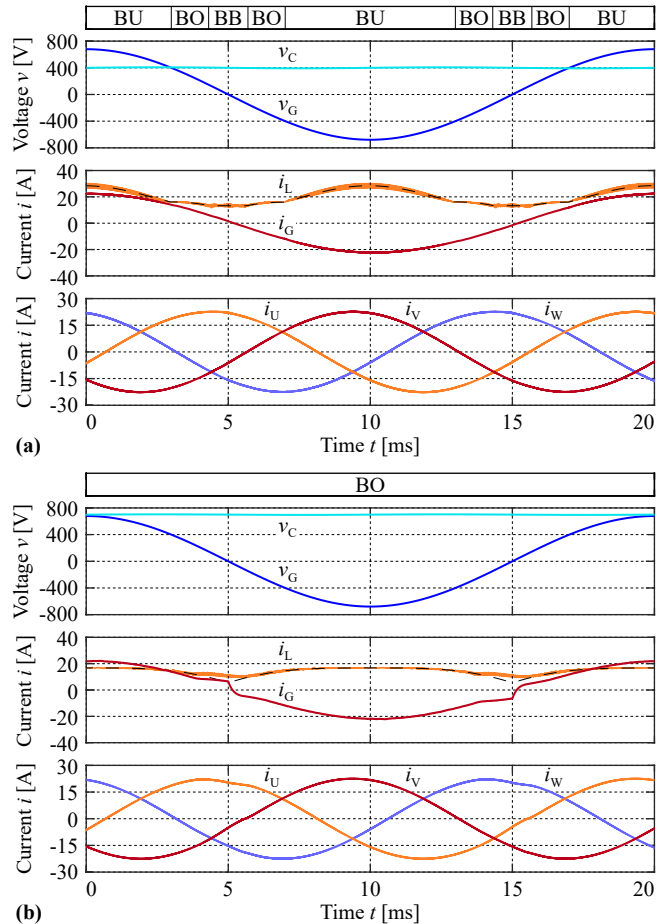 BU BO BB BO BU BO BB BO BU
800
400
0
-400
-800
Voltage v [V]
vC
vG
40
20
0
-20
-40
Current i [A]
iL
iG
30
15
0
-15
-30
Current i [A]
iU iV iW
0 5 10 15 20
Time t [ms]
(a)
BO
800
400
0
-400
-800
Voltage v [V]
vC
vG
40
20
0
-20
-40
Current i [A]
iL
iG
30
15
0
-15
-30
Current i [A]
iU iV iW
0 5 10 15 20
Time t [ms]
(b)